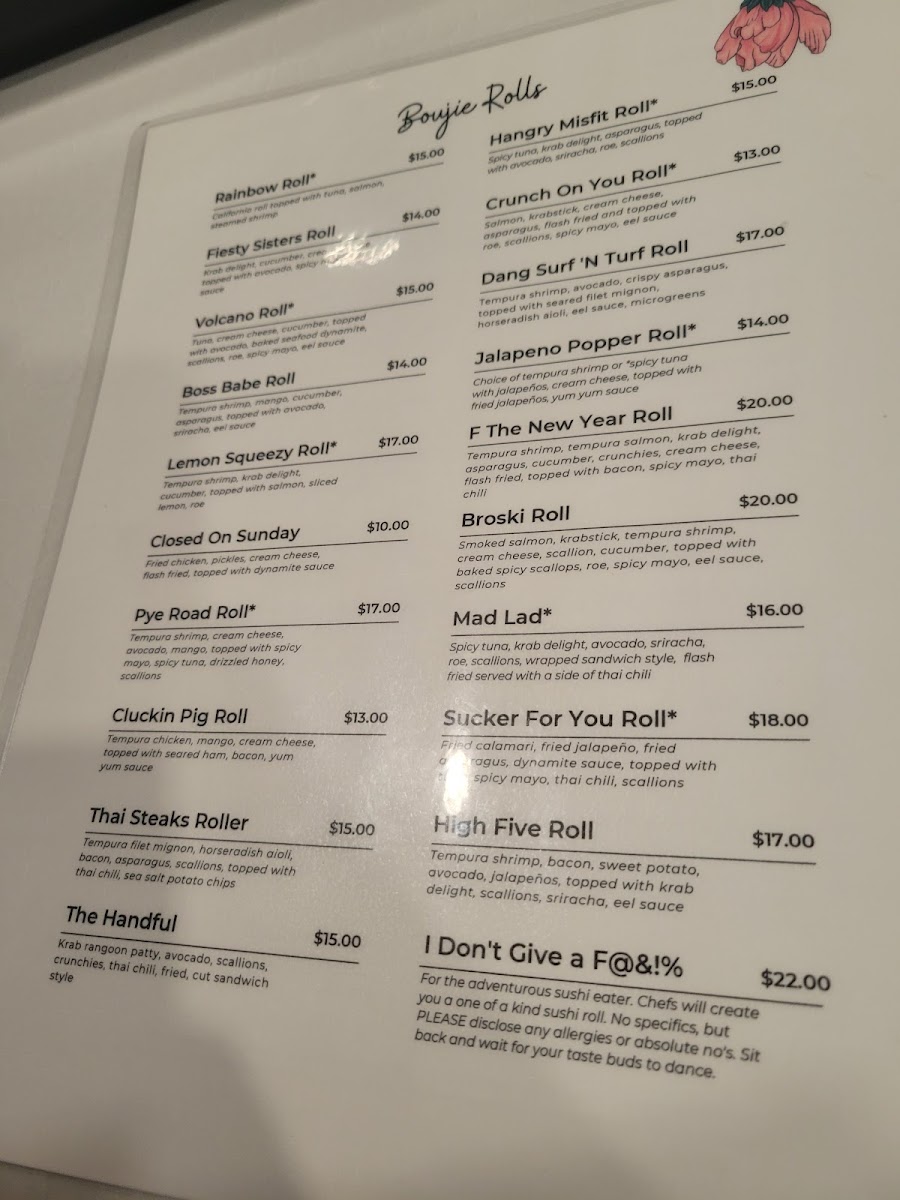 Boujie Rolls
Rainbow Roll* $15.00
California roll topped with tuna, salmon,
steamed shrimp
Fiesty Sisters Roll $14.00
Krab delight, cucumber,
topped with avocado, spicy
sauce
Volcano Roll* $15.00
Tuna, cream cheese, cucumber, topped
with avocado, baked seafood dynamite,
scallions, roe, spicy mayo, eel sauce
Boss Babe Roll $14.00
Tempura shrimp, mango, cucumber,
asparagus, topped with avocado,
sriracha, eel sauce
Lemon Squeezy Roll* $17.00
Tempura shrimp, krab delight,
cucumber, topped with salmon, sliced
lemon, roe
Closed On Sunday $10.00
Fried chicken, pickles, cream cheese,
flash fried, topped with dynamite sauce
Pye Road Roll* $17.00
Tempura shrimp, cream cheese,
avocado, mango, topped with spicy
mayo, spicy tuna, drizzled honey,
scallions
Cluckin Pig Roll $13.00
Tempura chicken, mango, cream cheese,
topped with seared ham, bacon, yum
yum sauce
Thai Steaks Roller $15.00
Tempura filet mignon, horseradish aioli,
bacon, asparagus, scallions, topped with
thai chili, sea salt potato chips
The Handful $15.00
Krab rangoon patty, avocado, scallions,
crunchies, thai chili, fried, cut sandwich
style
Hangry Misfit Roll* $15.00
Spicy tuna, krab delight, asparagus, topped
with avocado, sriracha, roe, scallions
Crunch On You Roll* $13.00
Salmon, krabstick, cream cheese,
asparagus, flash fried and topped with
roe, scallions, spicy mayo, eel sauce
Dang Surf 'N Turf Roll $17.00
Tempura shrimp, avocado, crispy asparagus,
topped with seared filet mignon,
horseradish aioli, eel sauce, microgreens
Jalapeno Popper Roll* $14.00
Choice of tempura shrimp or *spicy tuna
with jalapeños, cream cheese, topped with
fried jalapeños, yum yum sauce
F The New Year Roll $20.00
Tempura shrimp, tempura salmon, krab delight,
asparagus, cucumber, crunchies, cream cheese,
flash fried, topped with bacon, spicy mayo, thai
chili
Broski Roll $20.00
Smoked salmon, krabstick, tempura shrimp,
cream cheese, scallion, cucumber, topped with
baked spicy scallops, roe, spicy mayo, eel sauce,
scallions
Mad Lad* $16.00
Spicy tuna, krab delight, avocado, sriracha,
roe, scallions, wrapped sandwich style, flash
fried served with a side of thai chili
Sucker For You Roll* $18.00
Fried calamari, fried jalapeño, fried
asparagus, dynamite sauce, topped with
spicy mayo, thai chili, scallions
High Five Roll $17.00
Tempura shrimp, bacon, sweet potato,
avocado, jalapeños, topped with krab
delight, scallions, sriracha, eel sauce
I Don't Give a F@&!% $22.00
For the adventurous sushi eater. Chefs will create
you a one of a kind sushi roll. No specifics, but
PLEASE disclose any allergies or absolute no's. Sit
back and wait for your taste buds to dance.